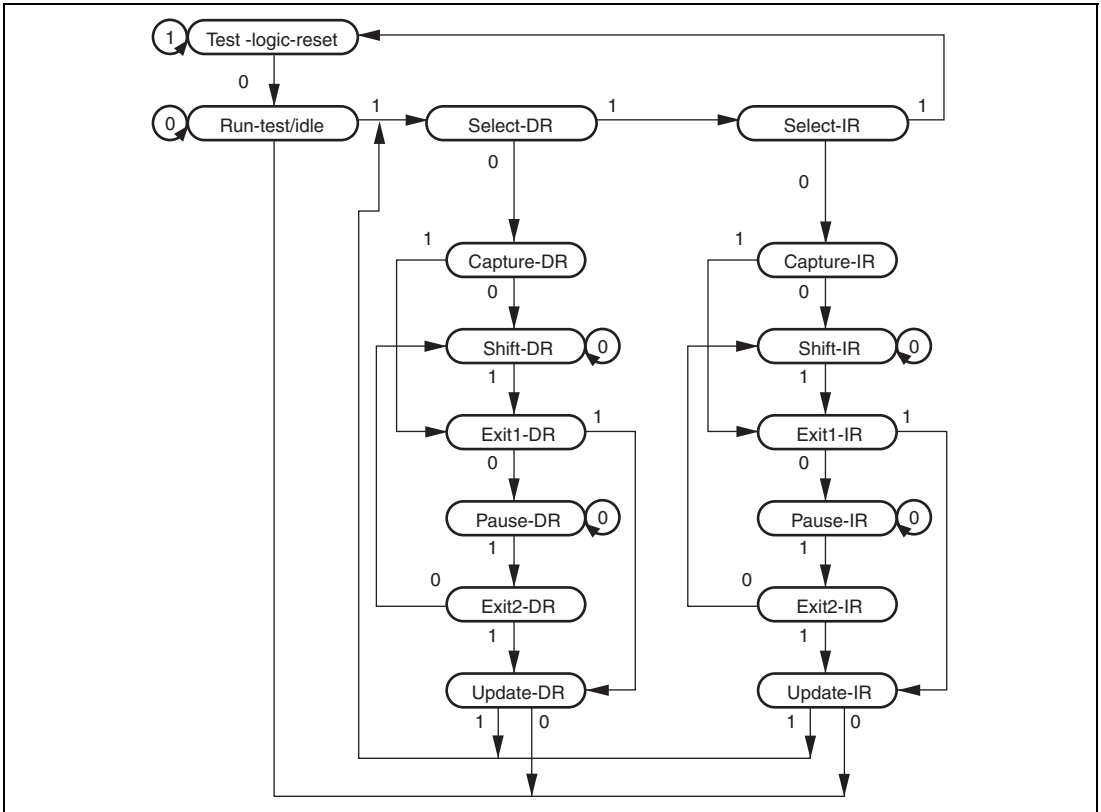 1 Test -logic-reset
0
0 Run-test/idle 1 Select-DR 1 Select-IR 1
0 0
1 Capture-DR 1 Capture-IR
0 0
Shift-DR 0 Shift-IR 0
1 1
Exit1-DR 1 Exit1-IR 1
0 0
Pause-DR 0 Pause-IR 0
1 1
0 Exit2-DR 0 Exit2-IR
1 1
Update-DR Update-IR
1 0 1 0